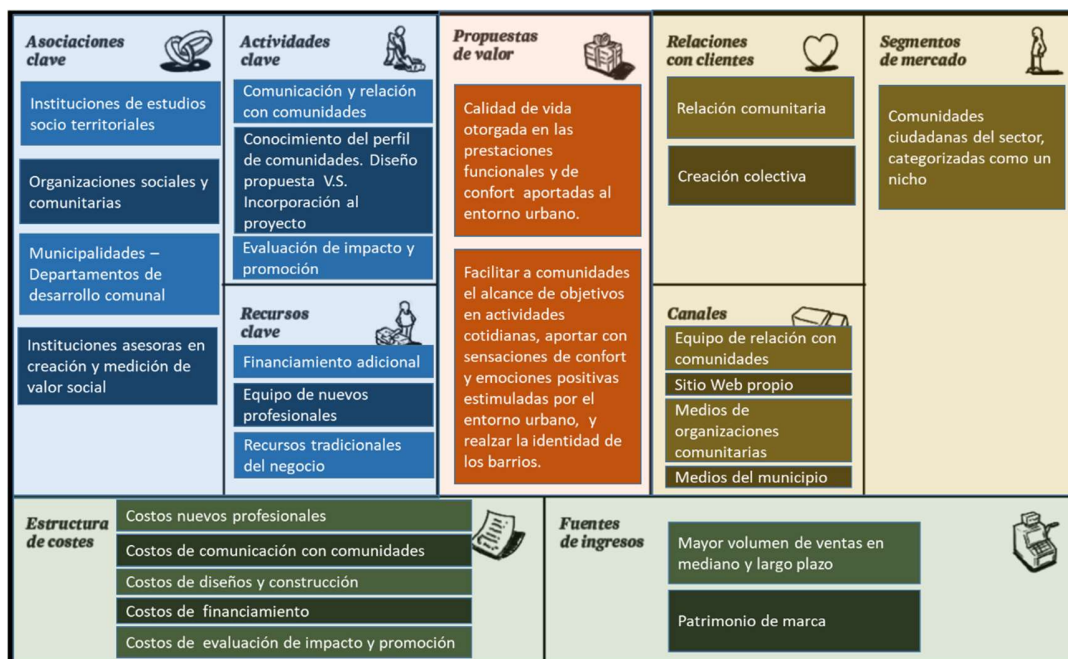 Asociaciones
clave
Instituciones de estudios
socio territoriales
Organizaciones sociales y
comunitarias
Municipalidades –
Departamentos de
desarrollo comunal
Instituciones asesoras en
creación y medición de
valor social
Actividades
clave
Comunicación y relación
con comunidades
Conocimiento del perfil
de comunidades. Diseño
propuesta V.S.
Incorporación al
proyecto
Evaluación de impacto y
promoción
Recursos
clave
Financiamiento adicional
Equipo de nuevos
profesionales
Recursos tradicionales
del negocio
Propuestas
de valor
Calidad de vida
otorgada en las
prestaciones
funcionales y de
confort aportadas al
entorno urbano.
Facilitar a comunidades
el alcance de objetivos
en actividades
cotidianas, aportar con
sensaciones de confort
y emociones positivas
estimuladas por el
entorno urbano, y
realzar la identidad de
los barrios.
Relaciones
con clientes
Relación comunitaria
Creación colectiva
Canales
Equipo de relación con
comunidades
Sitio Web propio
Medios de
organizaciones
comunitarias
Medios del municipio
Segmentos
de mercado
Comunidades
ciudadanas del sector,
categorizadas como un
nicho
Estructura
de costes
Costos nuevos profesionales
Costos de comunicación con comunidades
Costos de diseños y construcción
Costos de financiamiento
Costos de evaluación de impacto y promoción
Fuentes
de ingresos
Mayor volumen de ventas en
mediano y largo plazo
Patrimonio de marca